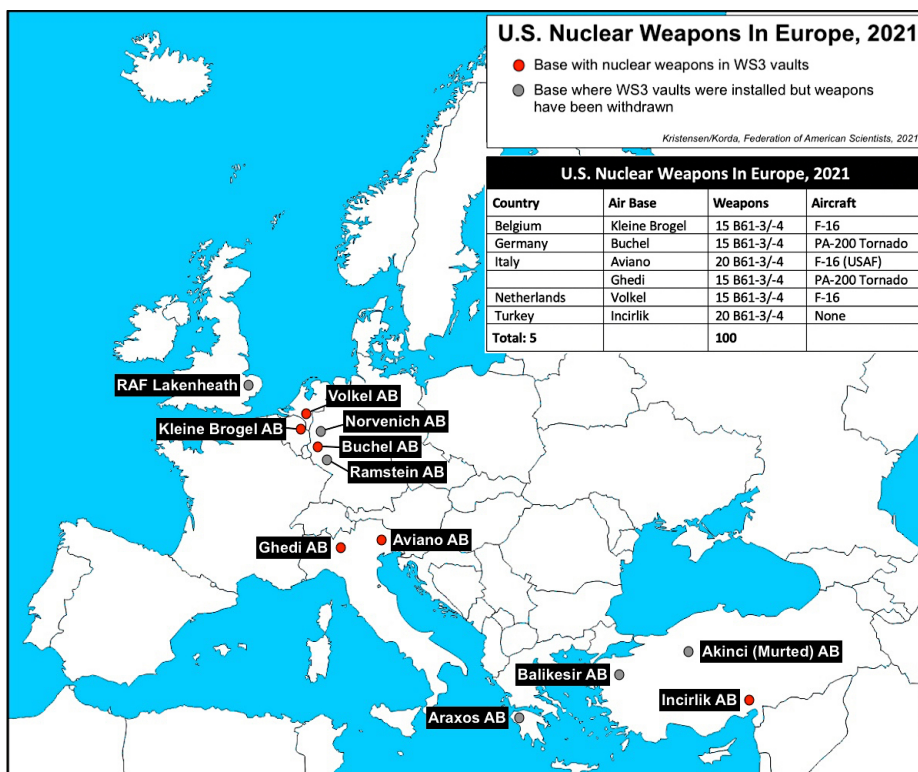 U.S. Nuclear Weapons In Europe, 2021
Base with nuclear weapons in WS3 vaults
Base where WS3 vaults were installed but weapons
have been withdrawn
Kristensen/Korda, Federation of American Scientists, 2021
U.S. Nuclear Weapons In Europe, 2021
Country Air Base Weapons Aircraft
Belgium Kleine Brogel 15 B61-3/-4 F-16
Germany Buchel 15 B61-3/-4 PA-200 Tornado
Italy Aviano 20 B61-3/-4 F-16 (USAF)
Ghedi 15 B61-3/-4 PA-200 Tornado
Netherlands Volkel 15 B61-3/-4 F-16
Turkey Incirlik 20 B61-3/-4 None
Total: 5 100
RAF Lakenheath
Volkel AB
Norvenich AB
Kleine Brogel AB
Buchel AB
Ramstein AB
Aviano AB
Ghedi AB
Akinci (Murted) AB
Balikesir AB
Incirlik AB
Araxos AB